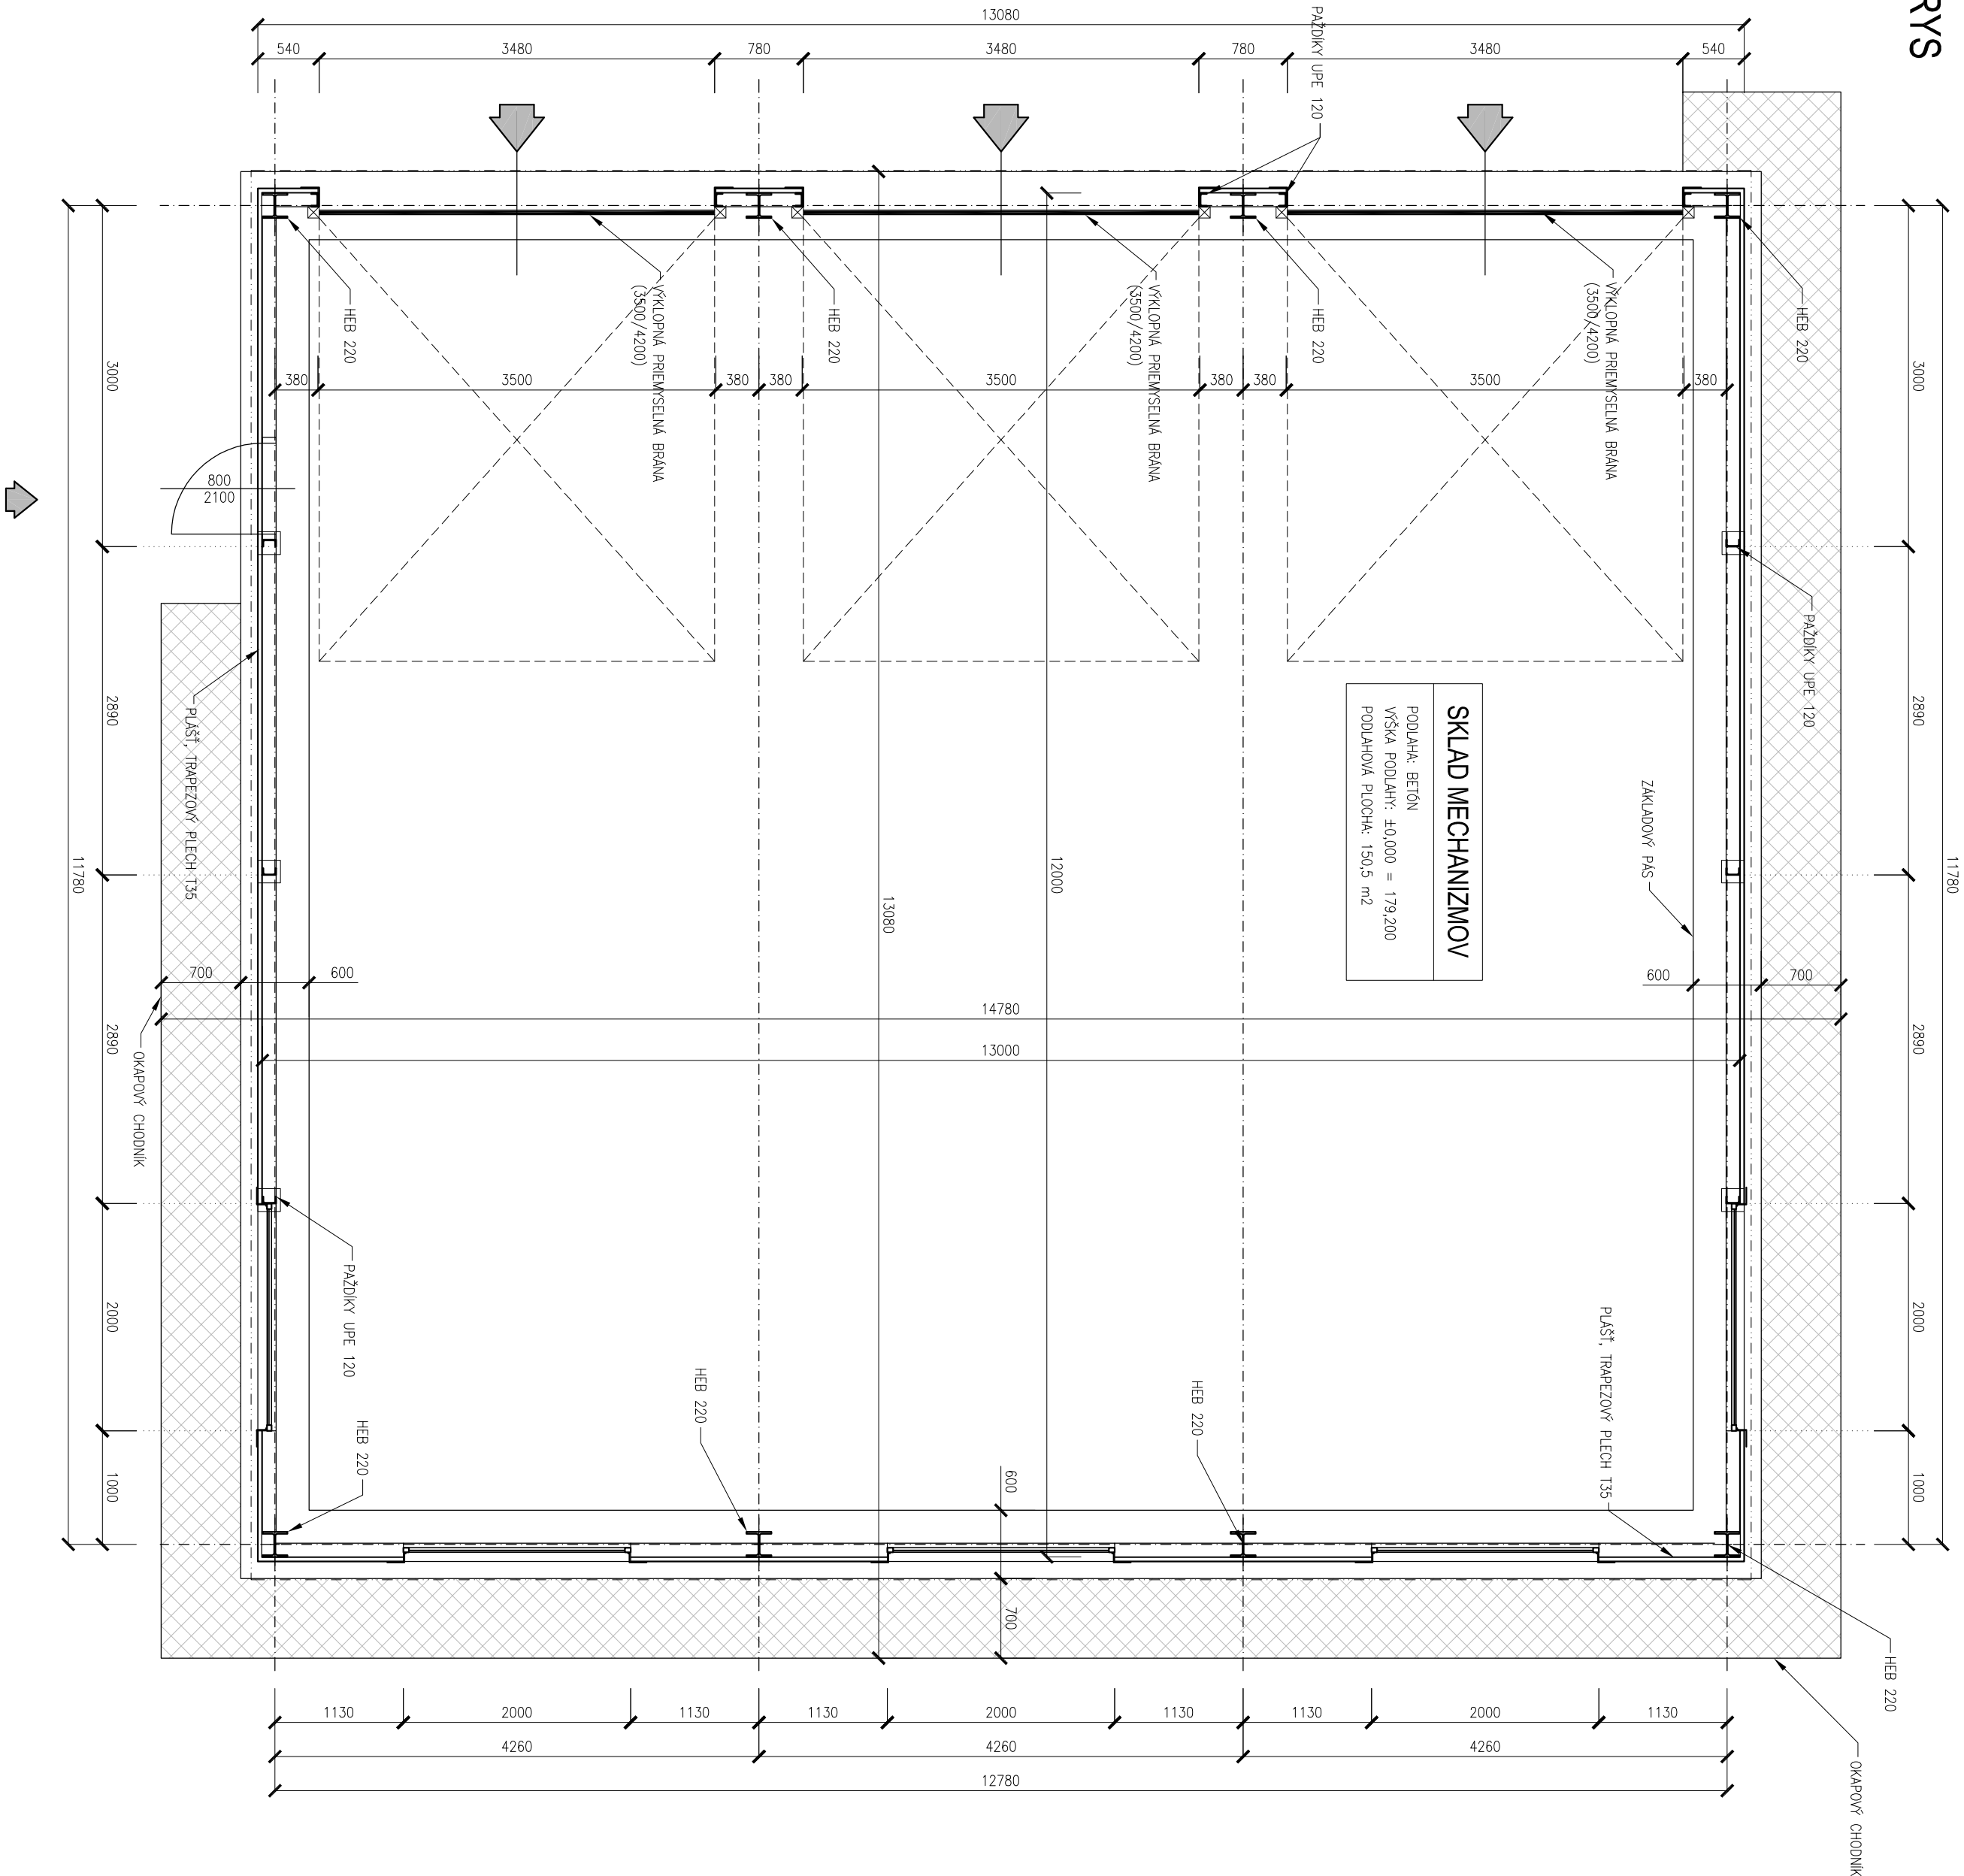 RYS
13080
540
3480
780
3480
780
3480
540
PAŽDÍKY UPE 120
HEB 220
HEB 220
HEB 220
HEB 220
VÝKLOPNÁ PRIEMYSELNÁ BRÁNA
(3500/4200)
VÝKLOPNÁ PRIEMYSELNÁ BRÁNA
(3500/4200)
VÝKLOPNÁ PRIEMYSELNÁ BRÁNA
(3500/4200)
380
3500
380
380
3500
380
380
3500
380
3000
2890
2890
2000
1000
11780
3000
2890
2890
2000
1000
11780
800
2100
PAŽDÍKY UPE 120
SKLAD MECHANIZMOV
PODLAHA: BETÓN
VÝŠKA PODLAHY: ±0,000 = 179,200
PODLAHOVÁ PLOCHA: 150,5 m2
ZÁKLADOVÝ PÁS
PLÁŠŤ, TRAPEZOVÝ PLECH T35
12000
13080
700
600
600
700
14780
13000
OKAPOVÝ CHODNÍK
PAŽDÍKY UPE 120
HEB 220
HEB 220
HEB 220
PLÁŠŤ, TRAPEZOVÝ PLECH T35
600
700
HEB 220
OKAPOVÝ CHODNÍK
1130
2000
1130
1130
2000
1130
1130
2000
1130
4260
4260
4260
12780